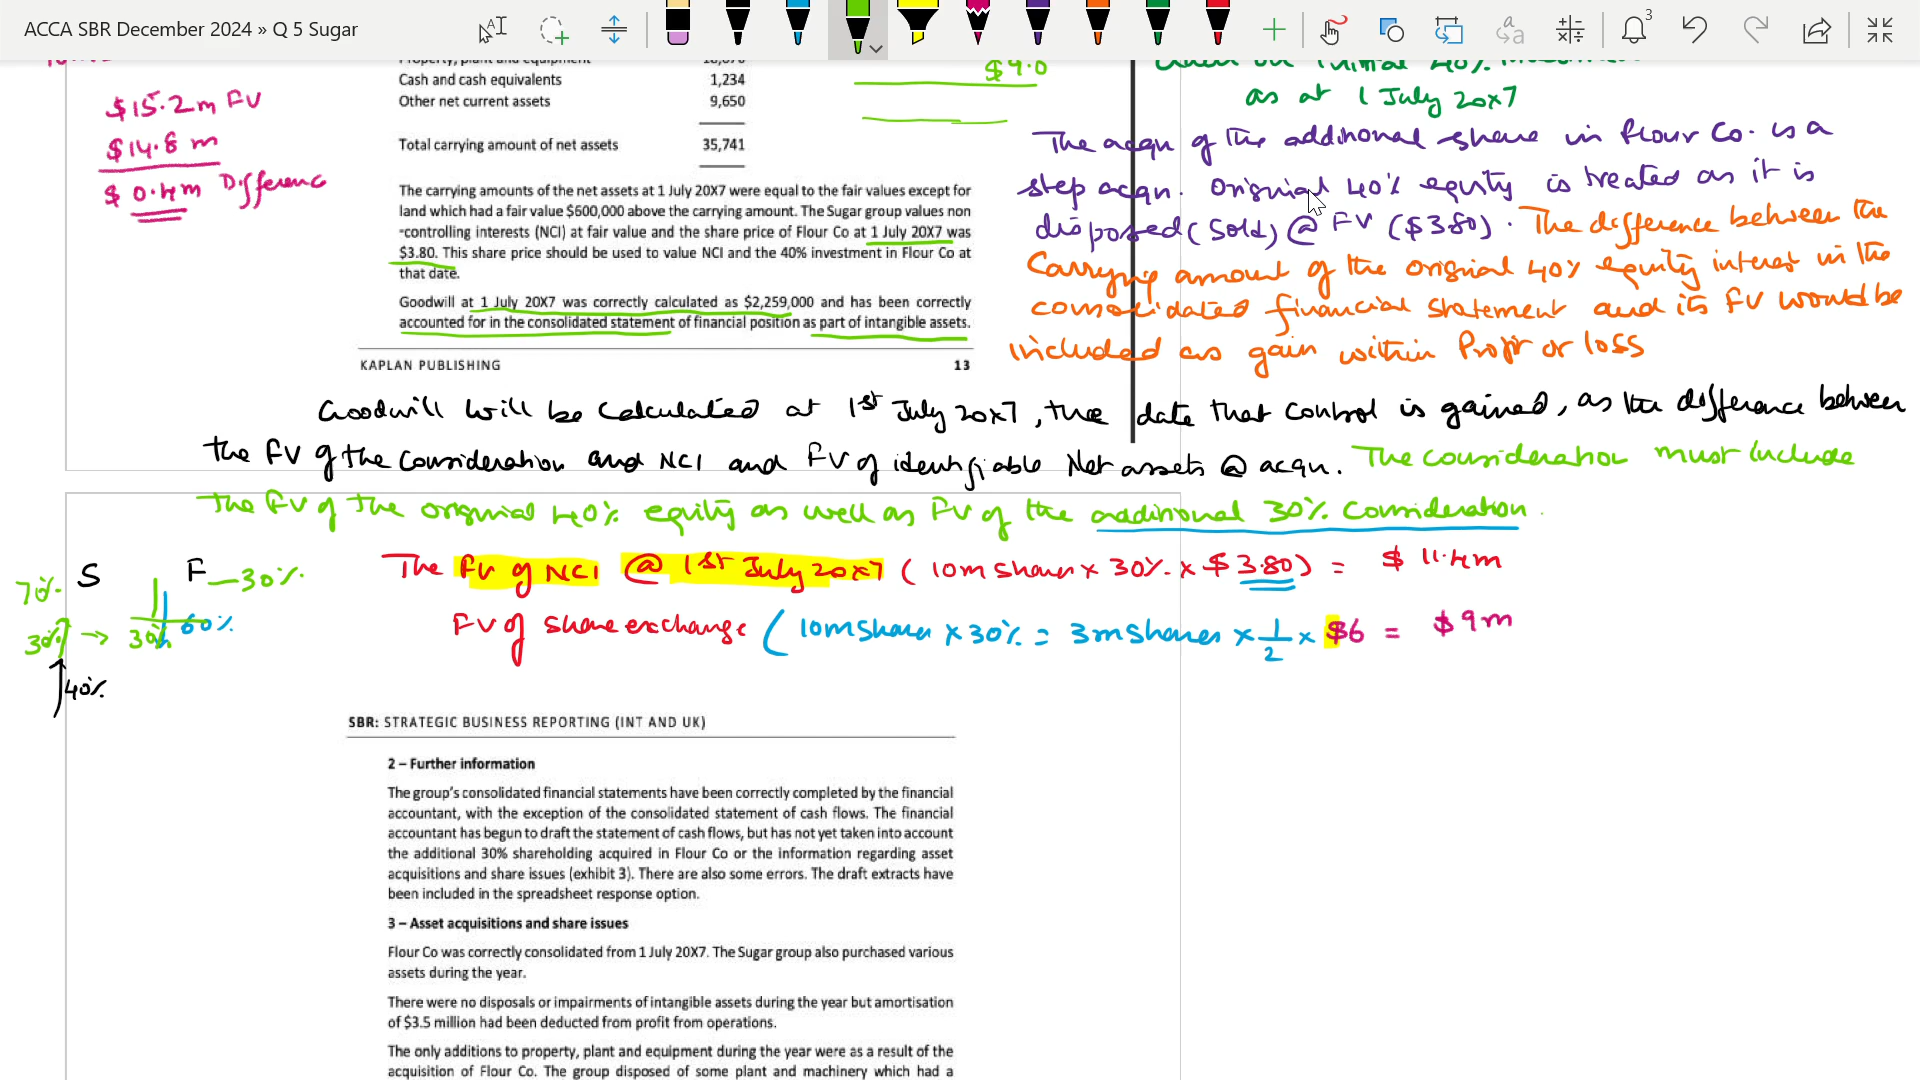 ACCA SBR December 2024 » Q 5 Sugar
3
$9.0
Cash and cash equivalents 1,234
Other net current assets 9,650
Total carrying amount of net assets 35,741
$15.2m FV
$14.8 m
$ 0.4m Difference
as at 1 July 20x7
The acqn of the additional share in Flour Co. is a
step acqn. Original 40% equity is treated as it is
disposed (sold) @ FV ($3.80). The difference between the
Carrying amount of the original 40% equity interest in the
consolidated financial statement and its FV would be
included as gain within Profit or loss
The carrying amounts of the net assets at 1 July 20X7 were equal to the fair values except for
land which had a fair value $600,000 above the carrying amount. The Sugar group values non
-controlling interests (NCI) at fair value and the share price of Flour Co at 1 July 20X7 was
$3.80. This share price should be used to value NCI and the 40% investment in Flour Co at
that date.
Goodwill at 1 July 20X7 was correctly calculated as $2,259,000 and has been correctly
accounted for in the consolidated statement of financial position as part of intangible assets.
KAPLAN PUBLISHING 13
Goodwill will be calculated at 1st July 20x7, the date that control is gained, as the difference between
the FV of the consideration and NCI and FV of identifiable Net assets @ acqn. The consideration must include
the FV of the original 40% equity as well as FV of the additional 30% consideration.
The FV of NCI @ 1st July 20x7 (10m shares x 30% x $3.80) = $ 11.4m
FV of share exchange (10m shares x 30% = 3m shares x 1/2 x $6 = $9m
70% S F 30%
30% → 30% 60%
40%
SBR: STRATEGIC BUSINESS REPORTING (INT AND UK)
2 – Further information
The group's consolidated financial statements have been correctly completed by the financial
accountant, with the exception of the consolidated statement of cash flows. The financial
accountant has begun to draft the statement of cash flows, but has not yet taken into account
the additional 30% shareholding acquired in Flour Co or the information regarding asset
acquisitions and share issues (exhibit 3). There are also some errors. The draft extracts have
been included in the spreadsheet response option.
3 – Asset acquisitions and share issues
Flour Co was correctly consolidated from 1 July 20X7. The Sugar group also purchased various
assets during the year.
There were no disposals or impairments of intangible assets during the year but amortisation
of $3.5 million had been deducted from profit from operations.
The only additions to property, plant and equipment during the year were as a result of the
acquisition of Flour Co. The group disposed of some plant and machinery which had a